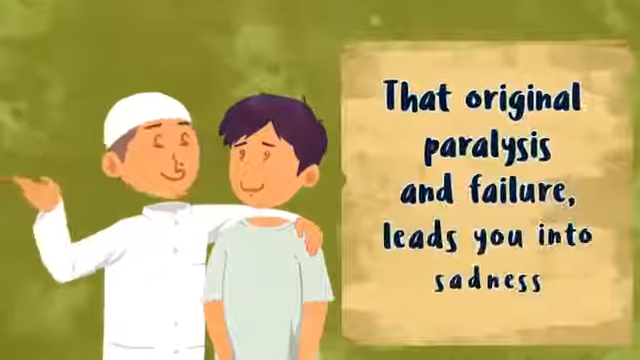 That original
paralysis
and failure,
leads you into
sadness